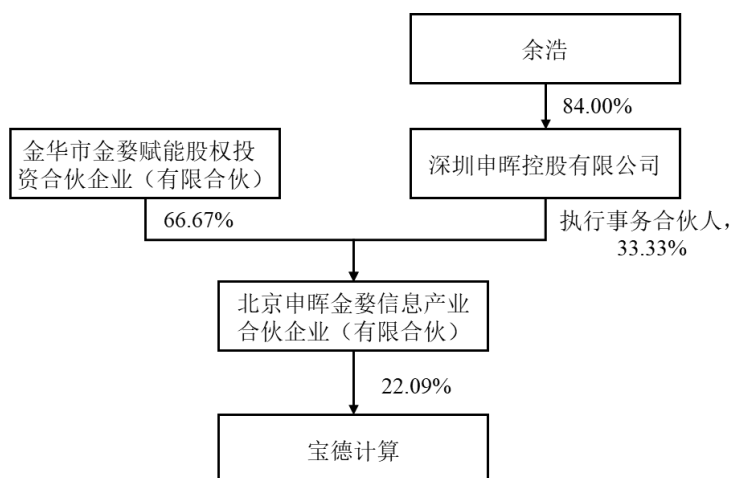 余浩
84.00%
金华市金婺赋能股权投
资合伙企业（有限合伙）
深圳申晖控股有限公司
66.67%
执行事务合伙人，
33.33%
北京申晖金婺信息产业
合伙企业（有限合伙）
22.09%
宝德计算